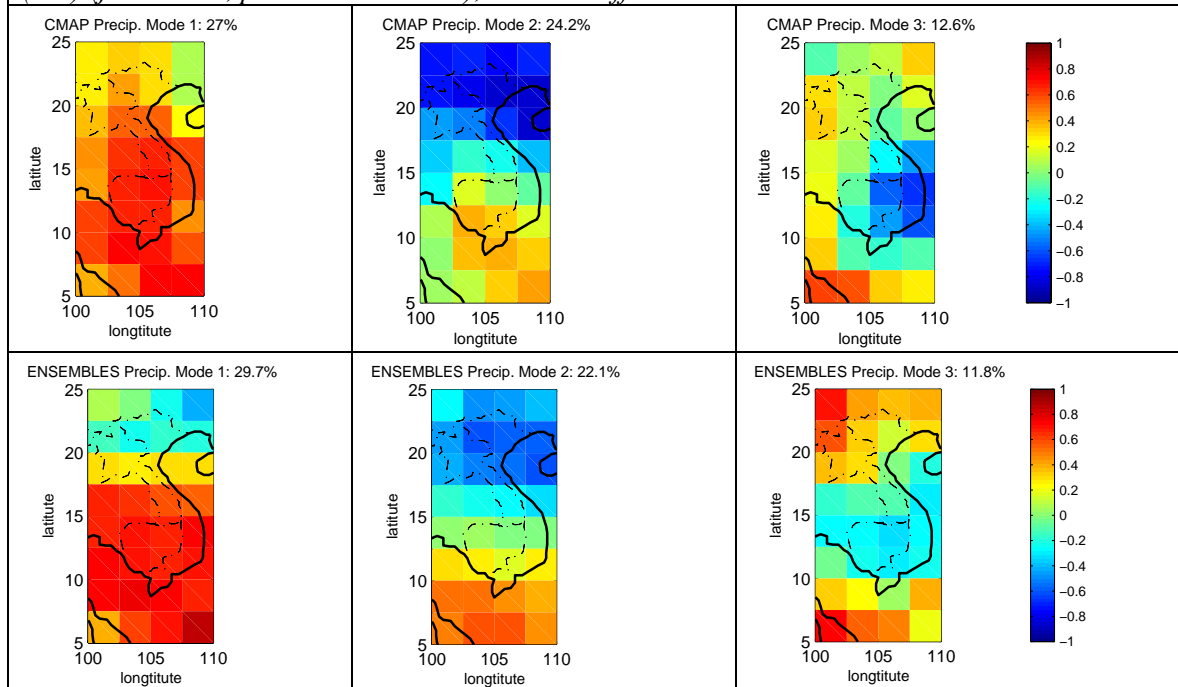 CMAP Precip. Mode 1: 27%
25
20
15
10
5
latitute
100 105 110
longtitute
CMAP Precip. Mode 2: 24.2%
25
20
15
10
5
latitute
100 105 110
longtitute
CMAP Precip. Mode 3: 12.6%
25
20
15
10
5
latitute
100 105 110
longtitute
1
0.8
0.6
0.4
0.2
0
−0.2
−0.4
−0.6
−0.8
−1
ENSEMBLES Precip. Mode 1: 29.7%
25
20
15
10
5
latitute
100 105 110
longtitute
ENSEMBLES Precip. Mode 2: 22.1%
25
20
15
10
5
latitute
100 105 110
longtitute
ENSEMBLES Precip. Mode 3: 11.8%
25
20
15
10
5
latitute
100 105 110
longtitute
1
0.8
0.6
0.4
0.2
0
−0.2
−0.4
−0.6
−0.8
−1